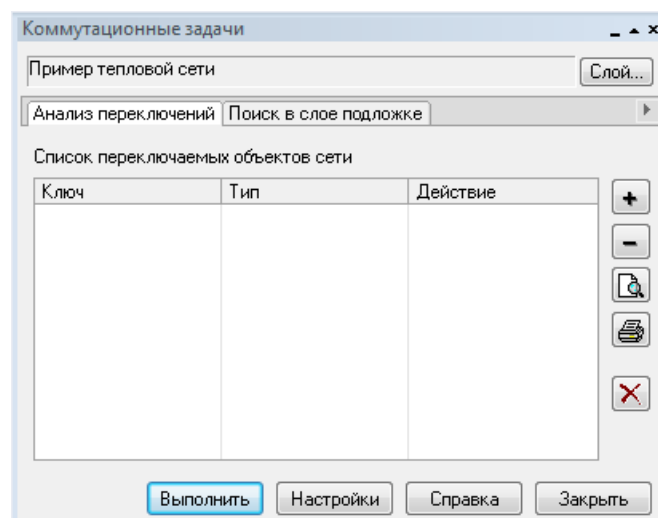 Коммутационные задачи
Пример тепловой сети
Слой...
Анализ переключений Поиск в слое подложке
Список переключаемых объектов сети
Ключ Тип Действие
Выполнить Настройки Справка Закрыть